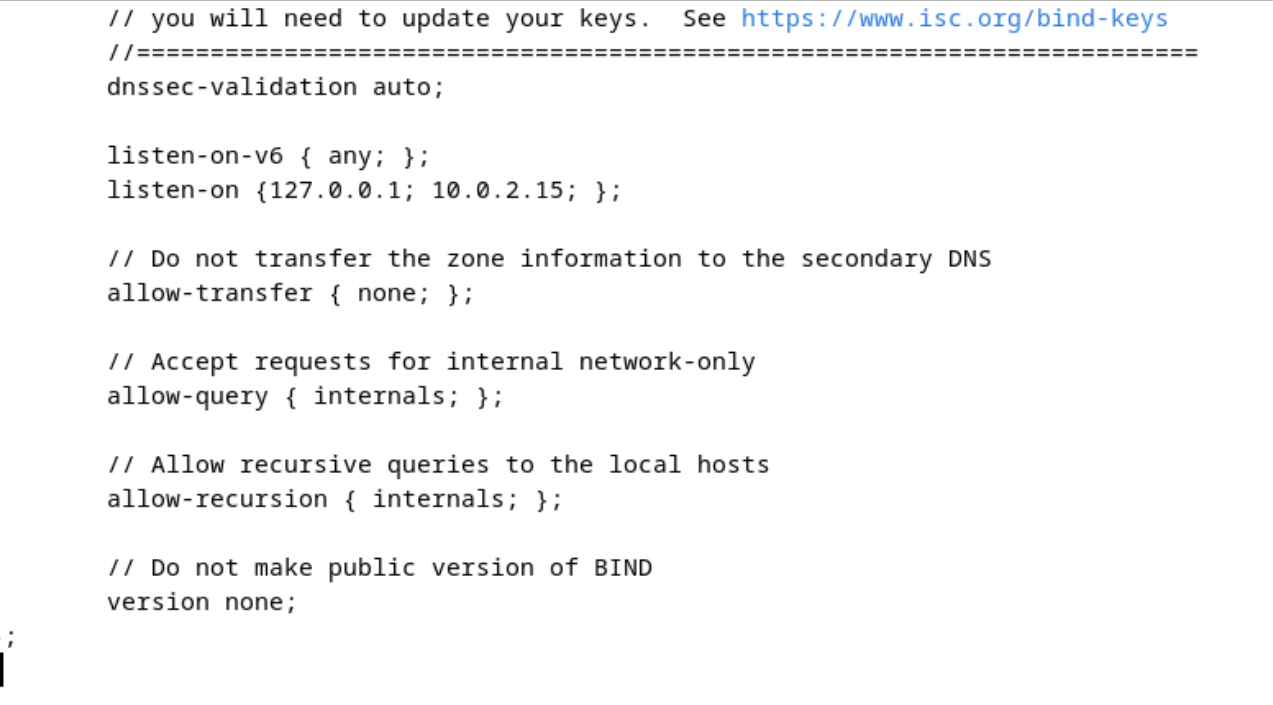 // you will need to update your keys.  See https://www.isc.org/bind-keys
//========================================================================
dnssec-validation auto;
listen-on-v6 { any; };
listen-on {127.0.0.1; 10.0.2.15; };
// Do not transfer the zone information to the secondary DNS
allow-transfer { none; };
// Accept requests for internal network-only
allow-query { internals; };
// Allow recursive queries to the local hosts
allow-recursion { internals; };
// Do not make public version of BIND
version none;
};